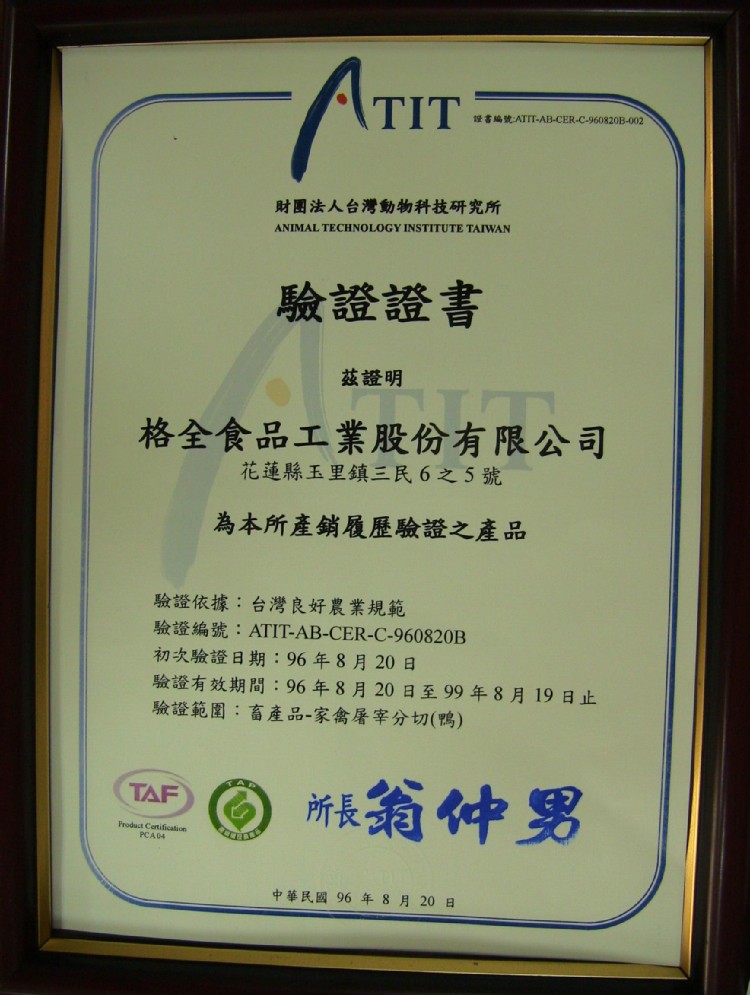 ATIT
證書編號:ATIT-AB-CER-C-960820B-002
財團法人台灣動物科技研究所
ANIMAL TECHNOLOGY INSTITUTE TAIWAN
驗證證書
茲證明
格全食品工業股份有限公司
花蓮縣玉里鎮三民6之5號
為本所產銷履歷驗證之產品
驗證依據：台灣良好農業規範
驗證編號：ATIT-AB-CER-C-960820B
初次驗證日期：96年8月20日
驗證有效期間：96年8月20日至99年8月19日止
驗證範圍：畜產品-家禽屠宰分切(鴨)
TAF
Product Certification
PCA04
TAP
所長 翁仲男
中華民國 96 年 8 月 20 日